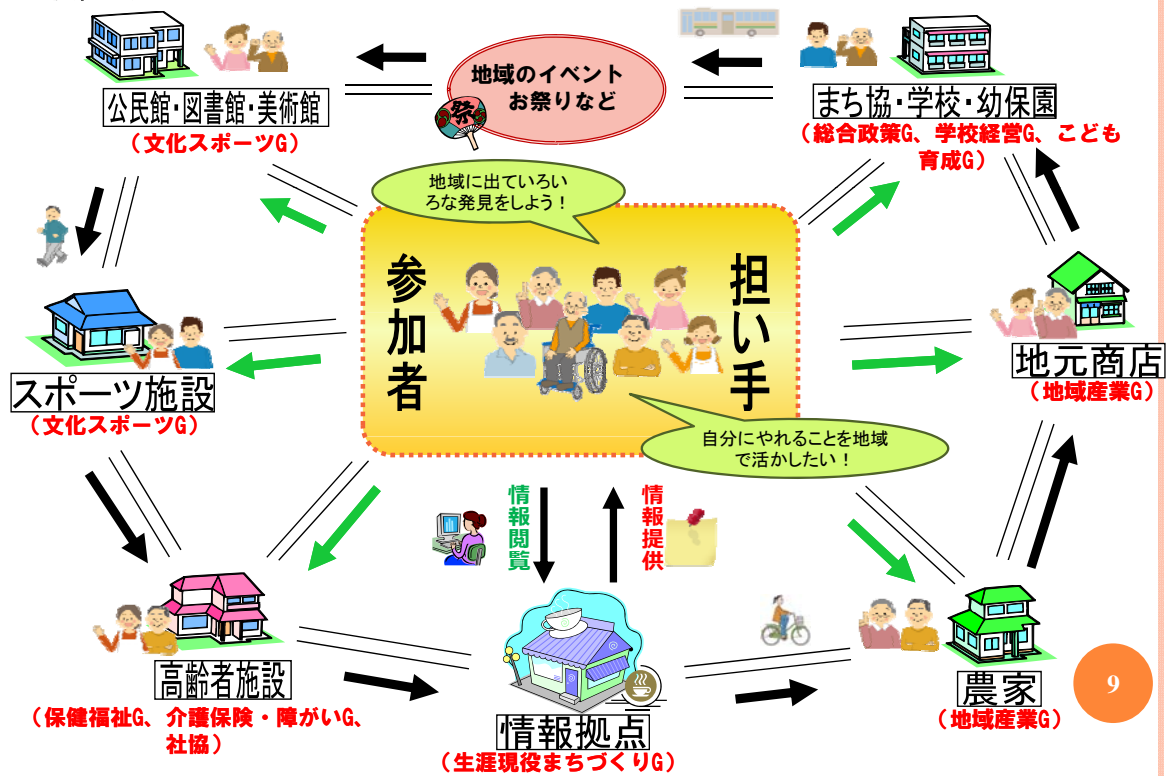 地域のイベント
お祭りなど
祭
公民館・図書館・美術館
(文化スポーツG)
まち協・学校・幼保園
(総合政策G、学校経営G、こども
育成G)
地域に出ていろい
ろな発見をしよう！
参加者
担い手
自分にやれることを地域
で活かしたい！
スポーツ施設
(文化スポーツG)
地元商店
(地域産業G)
情報閲覧
情報提供
高齢者施設
(保健福祉G、介護保険・障がいG、
社協)
情報拠点
(生涯現役まちづくりG)
農家
(地域産業G)
9